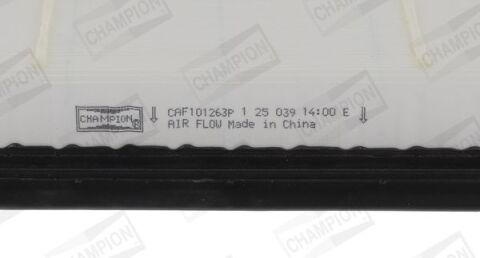 CHAMPION ® ⇓ CAF101263P 1 25 039 14:00 E ⇓
AIR FLOW Made in China